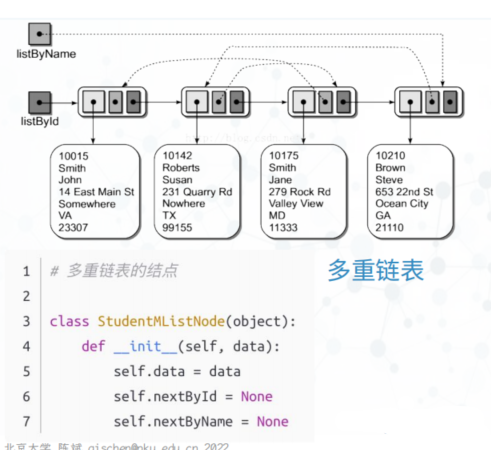 listByName
listById
10015
Smith
John
14 East Main St
Somewhere
VA
23307
10142
Roberts
Susan
231 Quarry Rd
Nowhere
TX
99155
10175
Smith
Jane
279 Rock Rd
Valley View
MD
11333
10210
Brown
Steve
653 22nd St
Ocean City
GA
21110
多重链表
1 # 多重链表的结点
2
3 class StudentMListNode(object):
4 def __init__(self, data):
5 self.data = data
6 self.nextById = None
7 self.nextByName = None
北京大学 陈斌 gischen@pku.edu.cn 2022